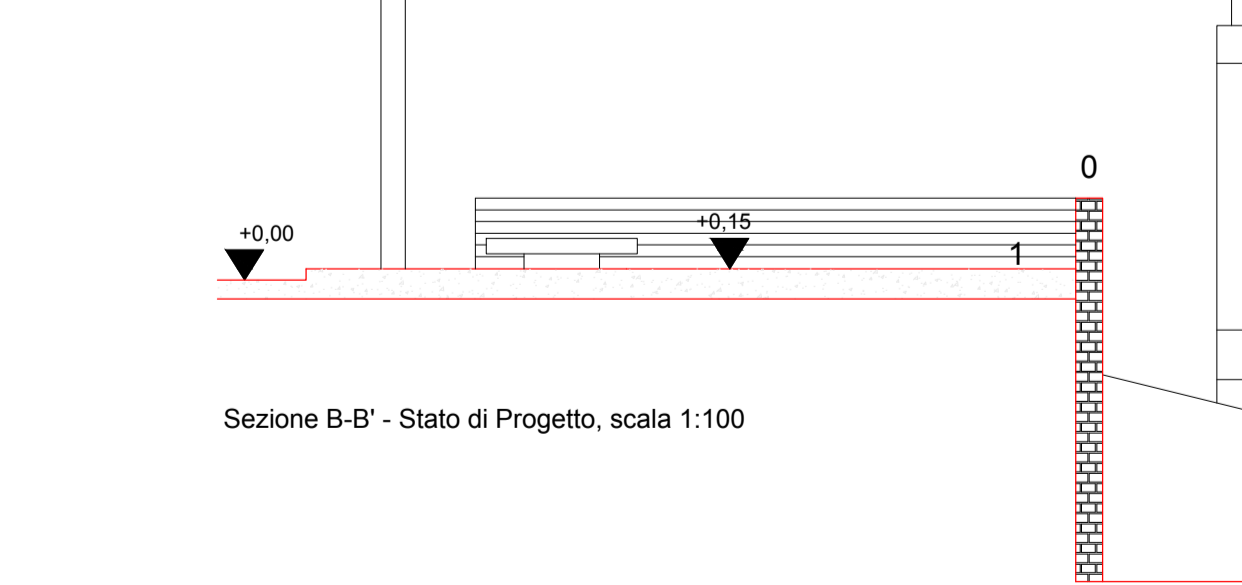 0
+0,15
+0,00
1
Sezione B-B' - Stato di Progetto, scala 1:100